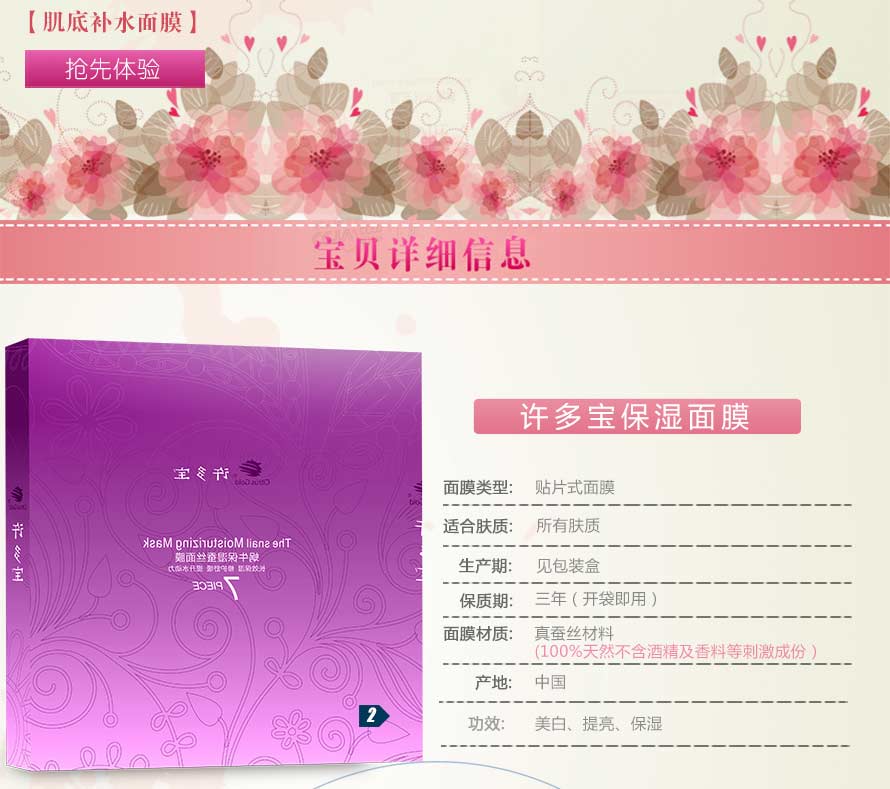 【肌底补水面膜】
抢先体验
宝贝详细信息
许多宝保湿面膜
面膜类型: 贴片式面膜
适合肤质: 所有肤质
生产期: 见包装盒
保质期: 三年（开袋即用）
面膜材质: 真蚕丝材料
(100%天然不含酒精及香料等刺激成份）
产地: 中国
功效: 美白、提亮、保湿
许多宝
Citrus Gold
The snail Moisturizing Mask
蜗牛保湿蚕丝面膜
7 PIECE
许多宝
2